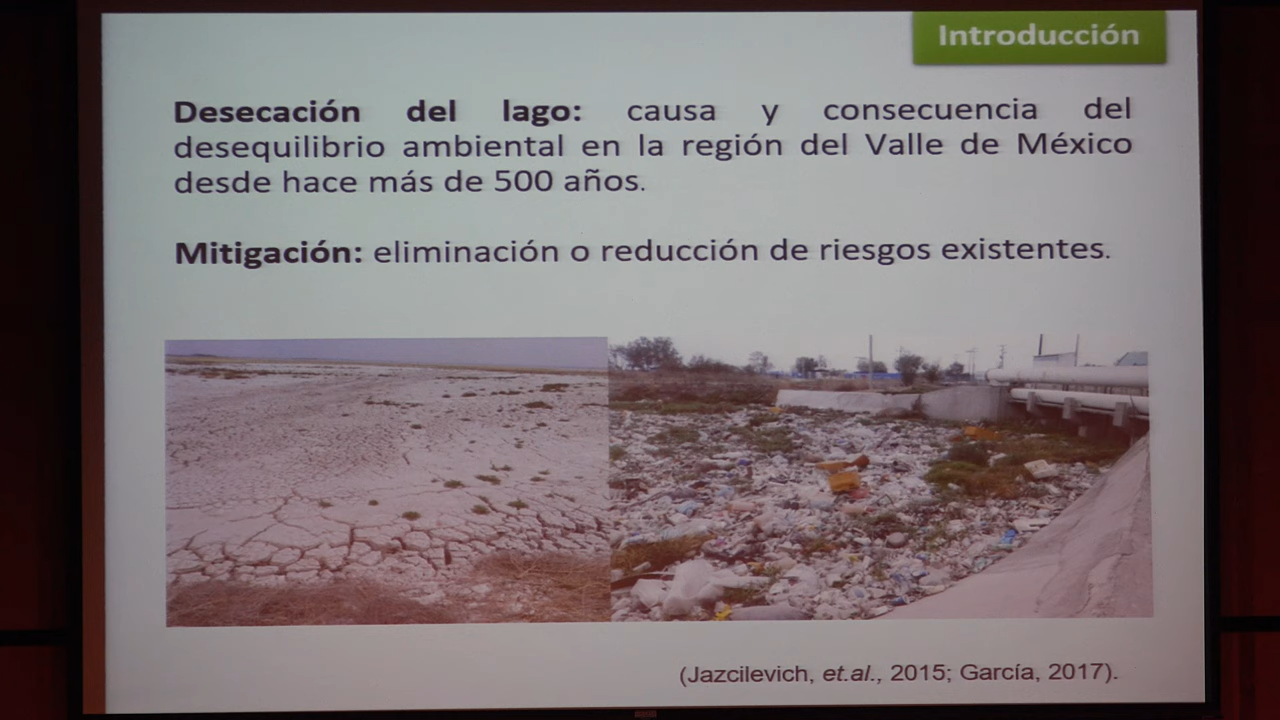 Introducción
Desecación del lago: causa y consecuencia del
desequilibrio ambiental en la región del Valle de México
desde hace más de 500 años.
Mitigación: eliminación o reducción de riesgos existentes.
(Jazcilevich, et.al., 2015; García, 2017).